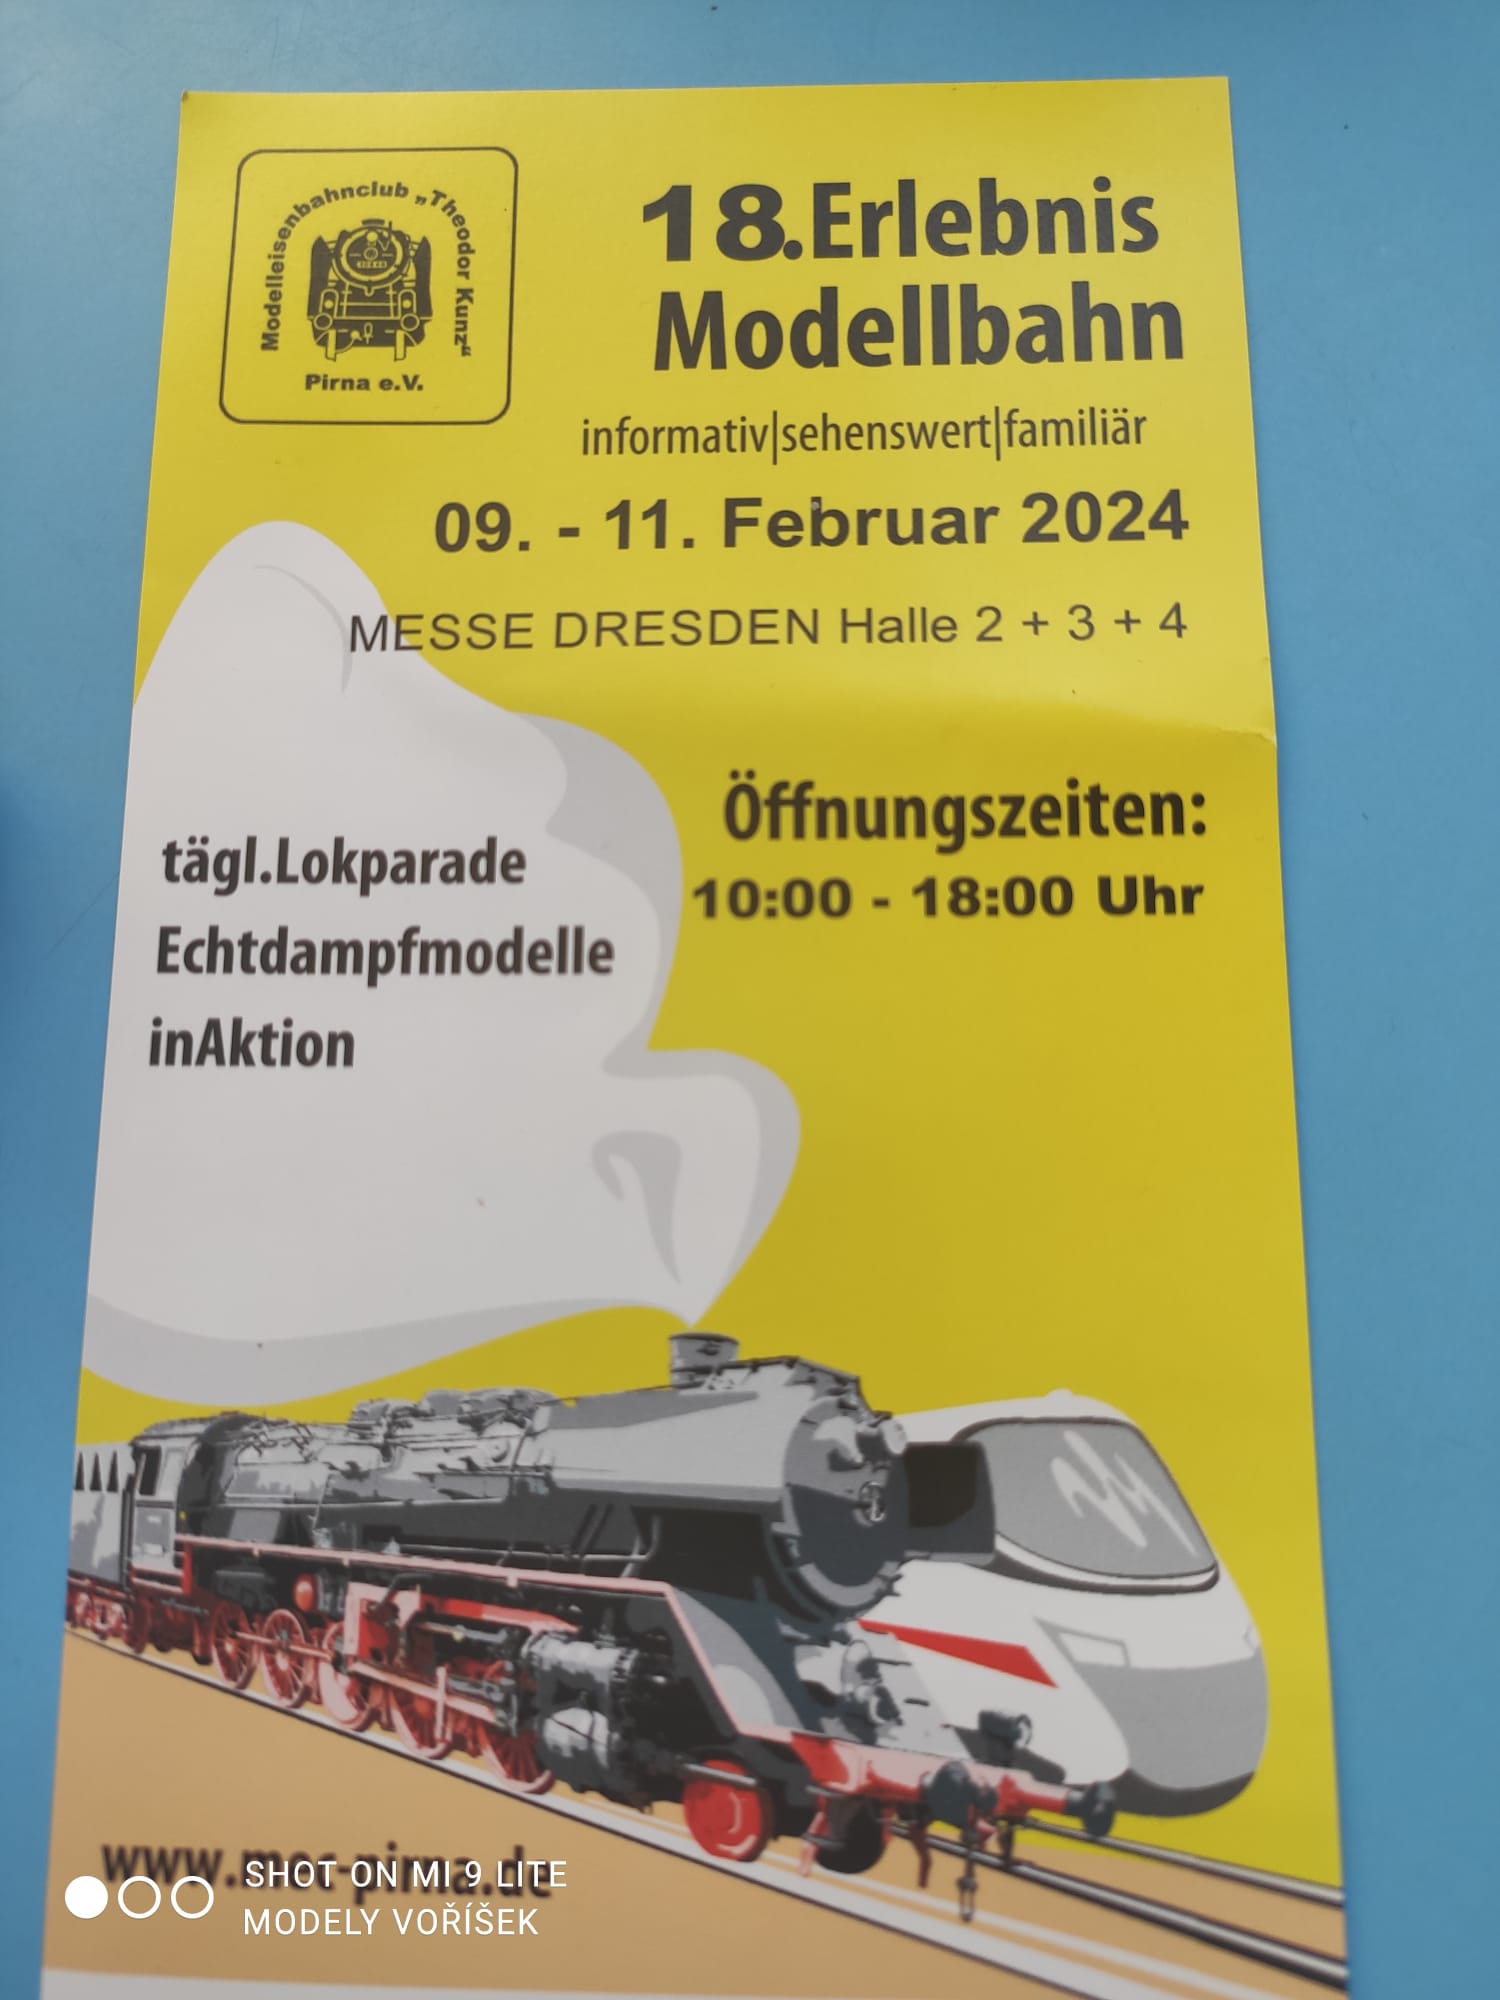 Modelleisenbahnclub „Theodor Kunz“
Pirna e.V.
18.Erlebnis
Modellbahn
informativ|sehenswert|familiär
09. - 11. Februar 2024
MESSE DRESDEN Halle 2 + 3 + 4
Öffnungszeiten:
10:00 - 18:00 Uhr
tägl.Lokparade
Echtdampfmodelle
inAktion
SHOT ON MI 9 LITE
MODELY VOŘÍŠEK